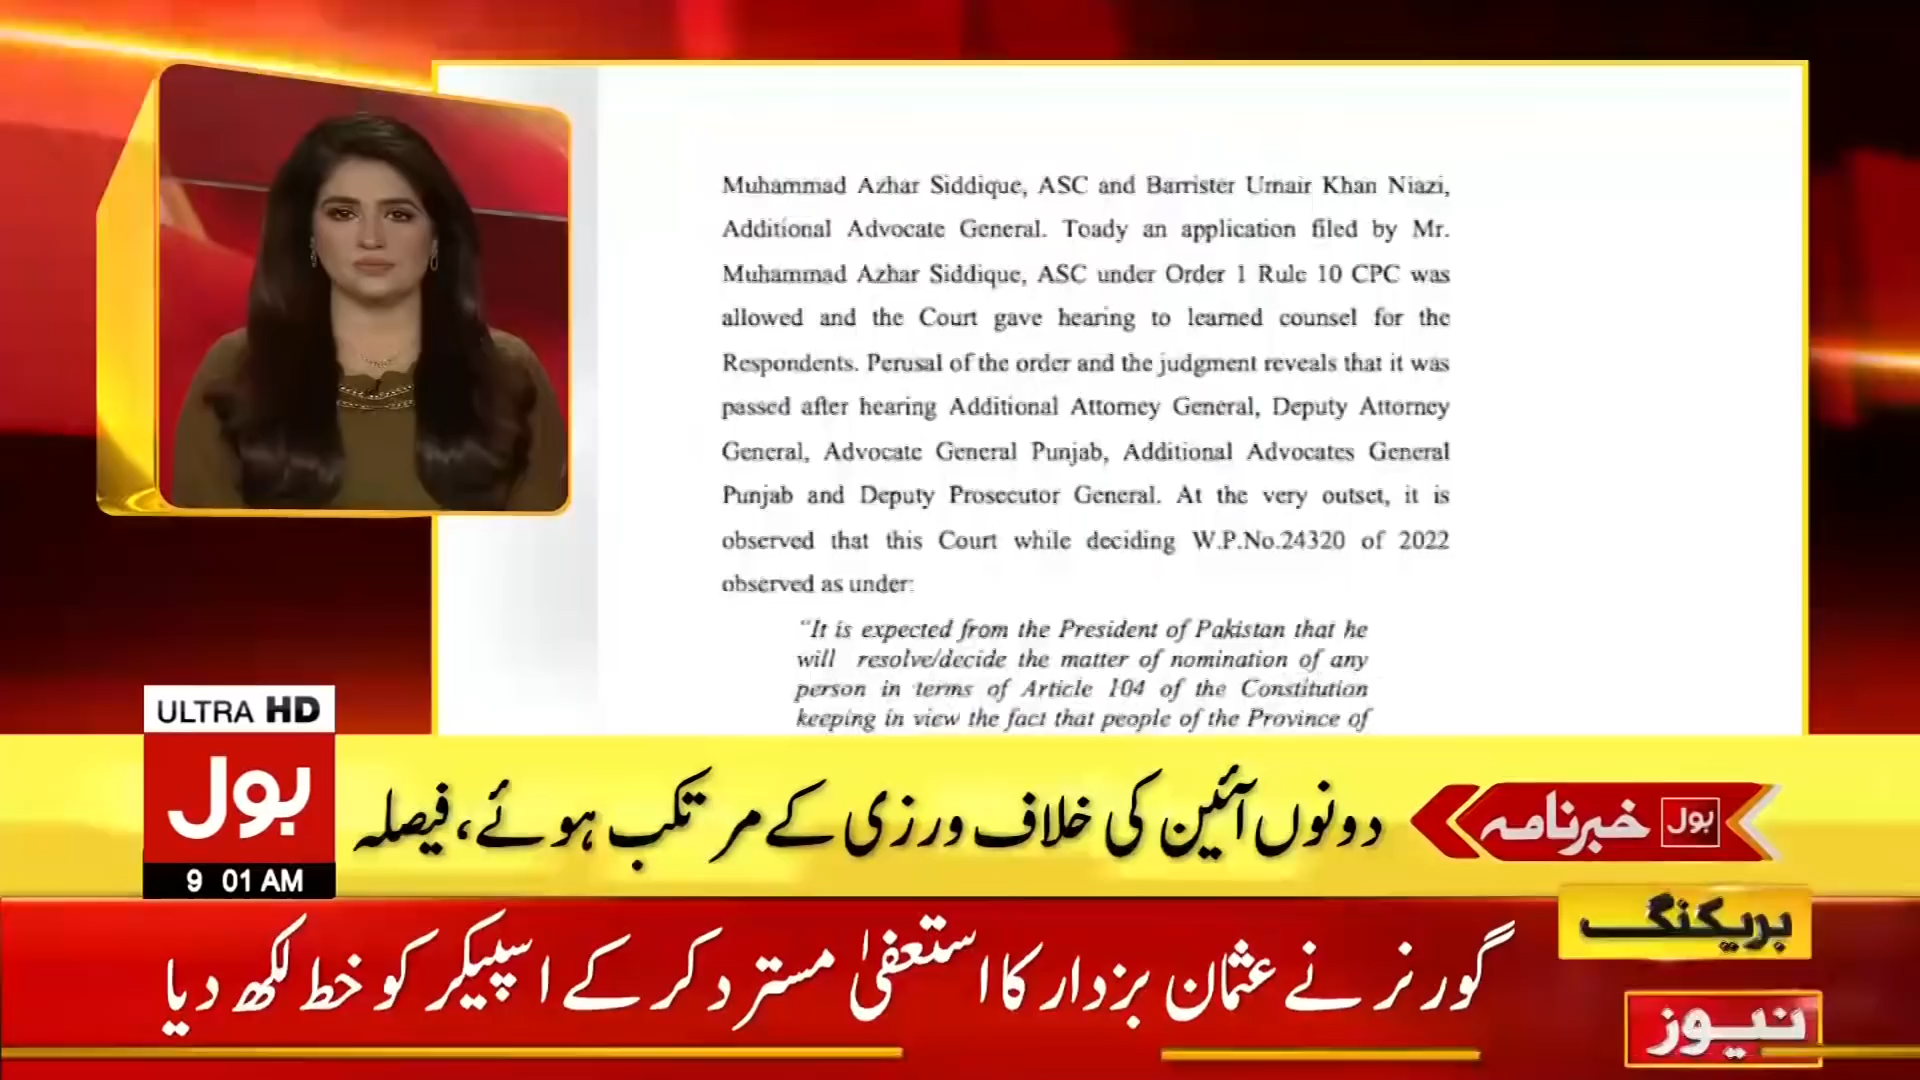 Muhammad Azhar Siddique, ASC and Barrister Umair Khan Niazi,
Additional Advocate General. Toady an application filed by Mr.
Muhammad Azhar Siddique, ASC under Order 1 Rule 10 CPC was
allowed and the Court gave hearing to learned counsel for the
Respondents. Perusal of the order and the judgment reveals that it was
passed after hearing Additional Attorney General, Deputy Attorney
General, Advocate General Punjab, Additional Advocates General
Punjab and Deputy Prosecutor General. At the very outset, it is
observed that this Court while deciding W.P.No.24320 of 2022
observed as under:
"It is expected from the President of Pakistan that he
will resolve/decide the matter of nomination of any
person in terms of Article 104 of the Constitution
keeping in view the fact that people of the Province of
ULTRA HD
بول
9 01 AM
بول خبرنامہ
دونوں آئین کی خلاف ورزی کے مرتکب ہوئے، فیصلہ
بریکنگ
نیوز
گورنر نے عثمان بزدار کا استعفیٰ مسترد کر کے اسپیکر کو خط لکھ دیا